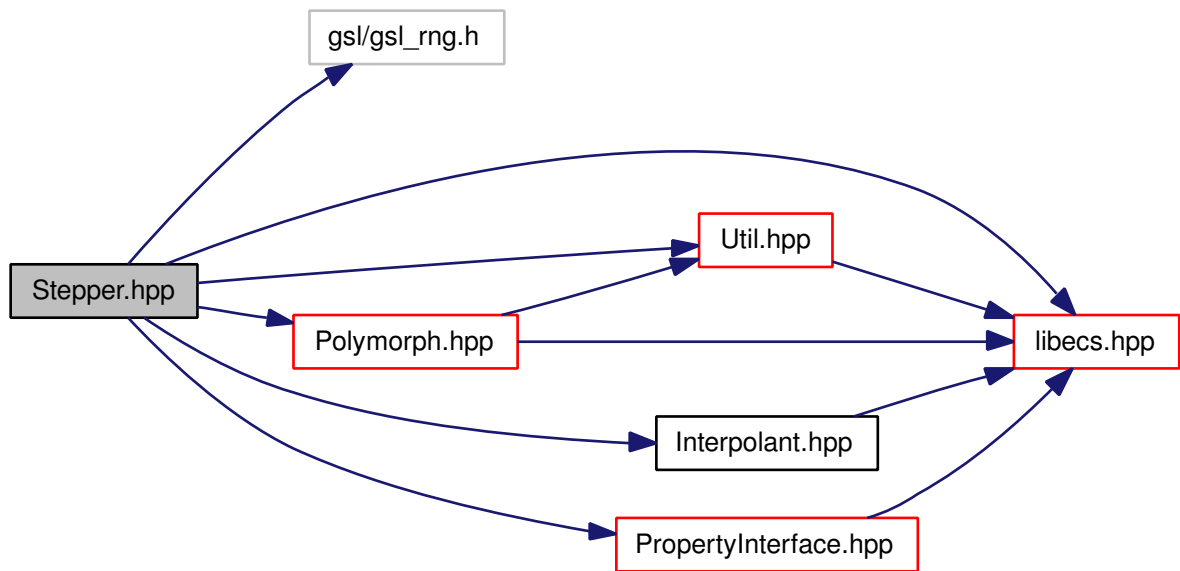 gsl/gsl_rng.h
Util.hpp
Stepper.hpp
Polymorph.hpp
libecs.hpp
Interpolant.hpp
PropertyInterface.hpp